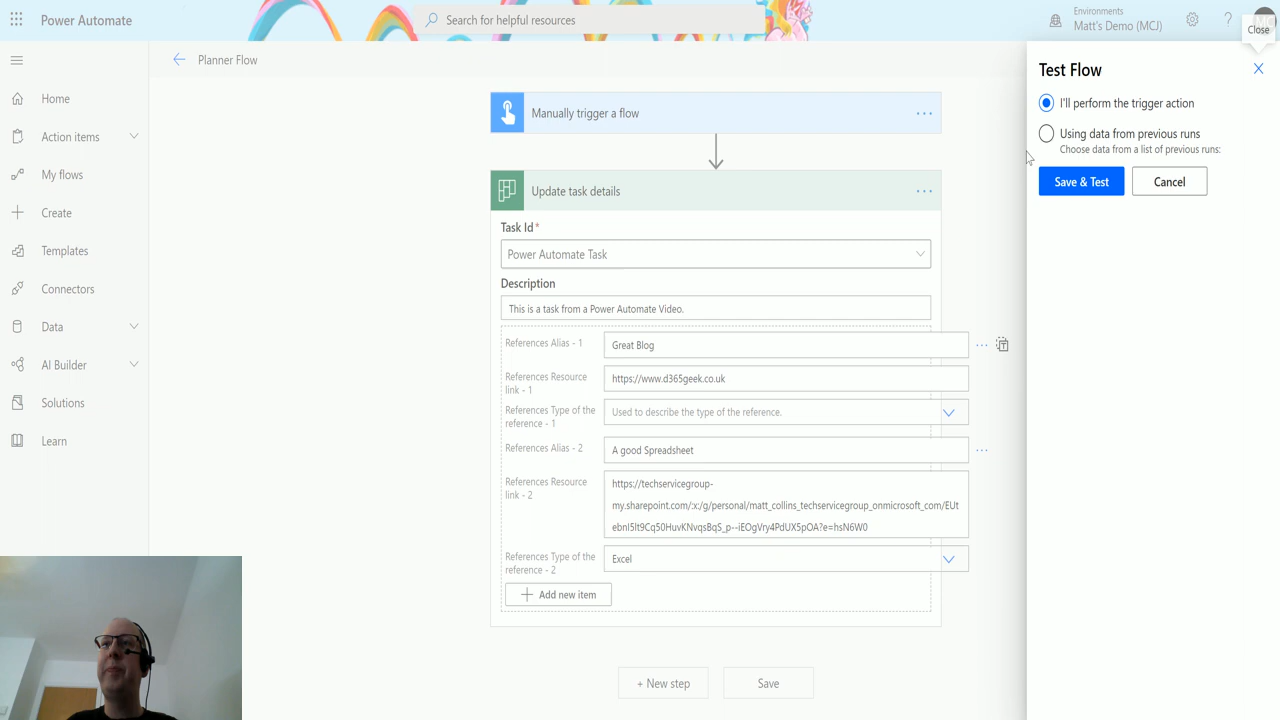 Power Automate
Search for helpful resources
Environments
Matt's Demo (MCJ)
?
Close
Planner Flow
Home
Action items
My flows
Create
Templates
Connectors
Data
AI Builder
Solutions
Learn
Manually trigger a flow
Update task details
Task Id*
Power Automate Task
Description
This is a task from a Power Automate Video.
References Alias - 1
Great Blog
References Resource
link - 1
https://www.d365geek.co.uk
References Type of the
reference - 1
Used to describe the type of the reference.
References Alias - 2
A good Spreadsheet
References Resource
link - 2
https://techservicegroup-
my.sharepoint.com/:x:/g/personal/matt_collins_techservicegroup_onmicrosoft_com/EUt
ebnI5It9Cq50HuvKNvqsBqS_p--iEOgVry4PdUX5pOA?e=hsN6W0
References Type of the
reference - 2
Excel
Add new item
+ New step
Save
Test Flow
I'll perform the trigger action
Using data from previous runs
Choose data from a list of previous runs:
Save & Test
Cancel